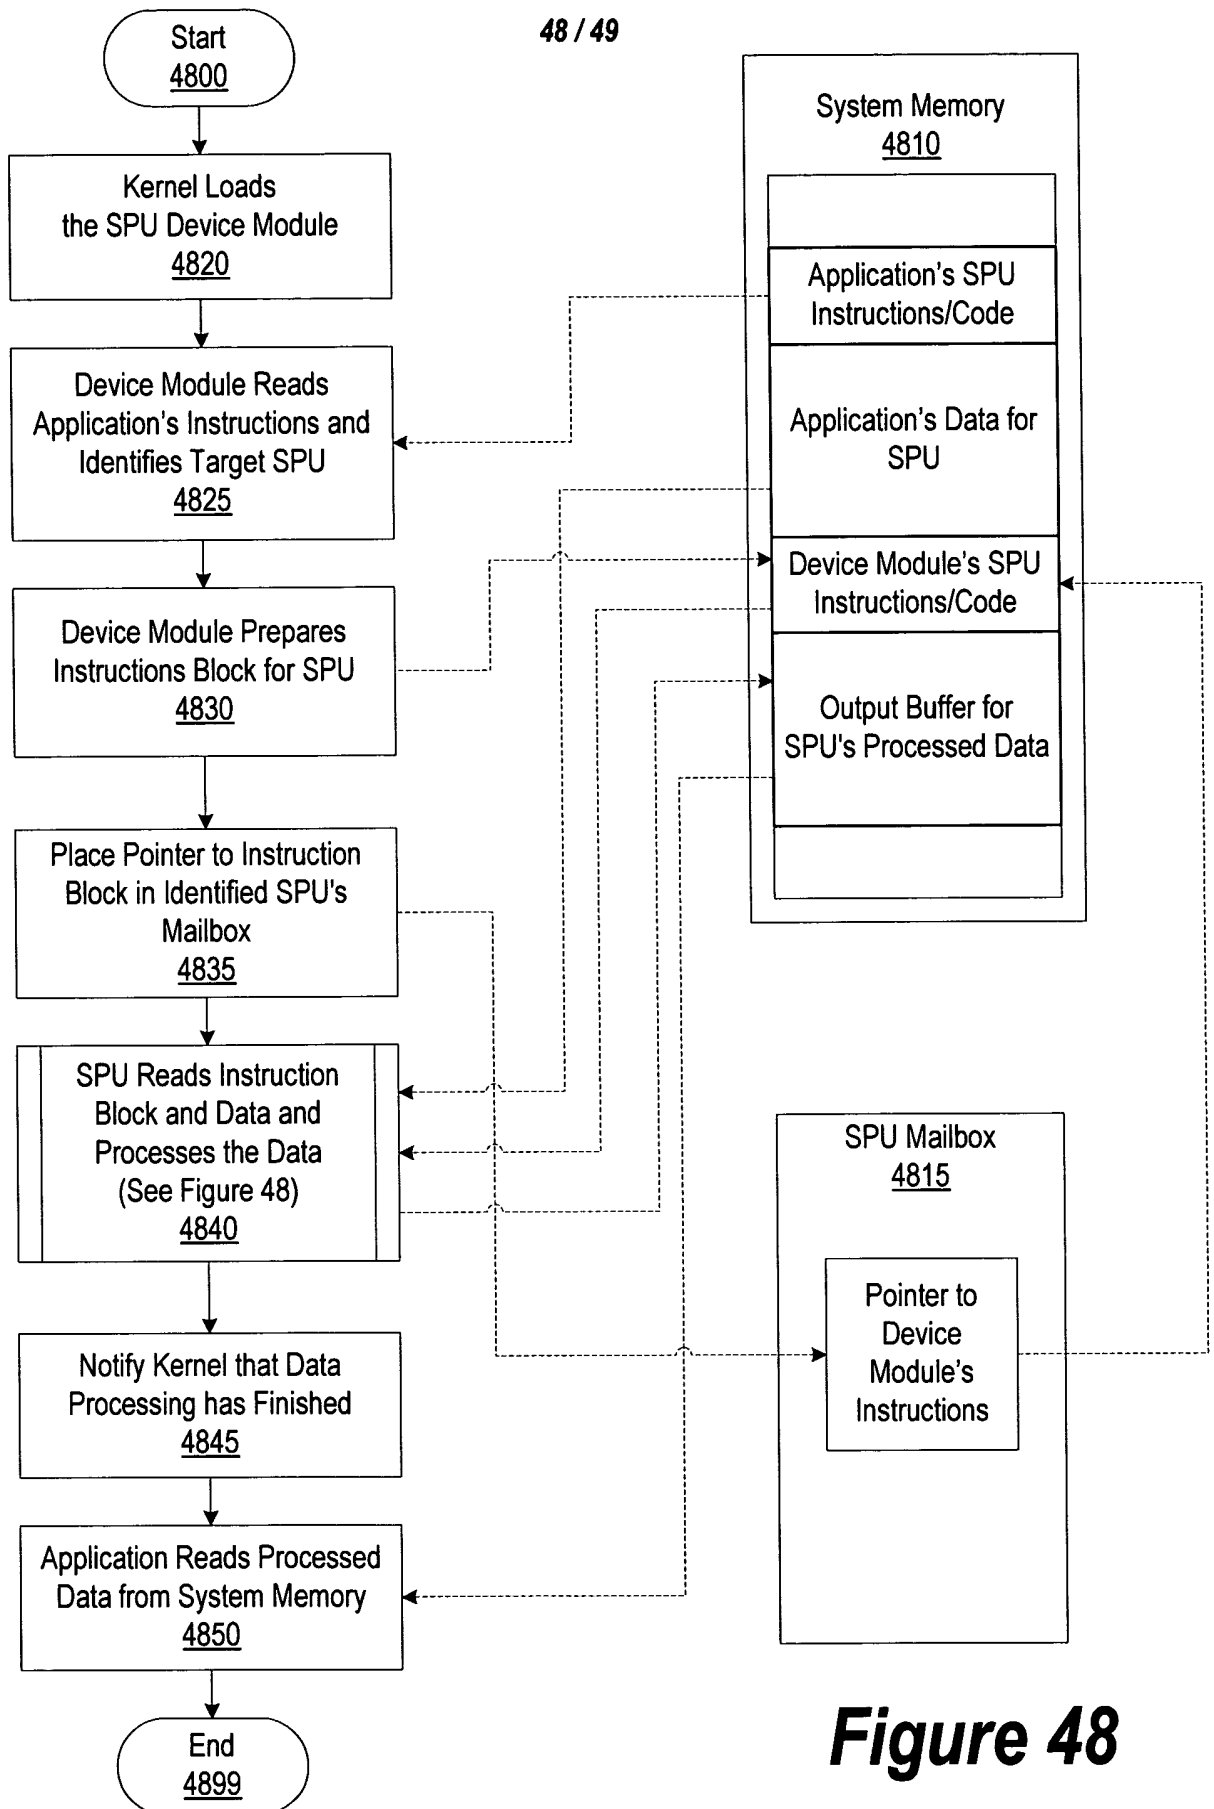 48 / 49
Start
4800
Kernel Loads
the SPU Device Module
4820
Device Module Reads
Application's Instructions and
Identifies Target SPU
4825
Device Module Prepares
Instructions Block for SPU
4830
Place Pointer to Instruction
Block in Identified SPU's
Mailbox
4835
SPU Reads Instruction
Block and Data and
Processes the Data
(See Figure 48)
4840
Notify Kernel that Data
Processing has Finished
4845
Application Reads Processed
Data from System Memory
4850
End
4899
System Memory
4810
Application's SPU
Instructions/Code
Application's Data for
SPU
Device Module's SPU
Instructions/Code
Output Buffer for
SPU's Processed Data
SPU Mailbox
4815
Pointer to
Device
Module's
Instructions
Figure 48